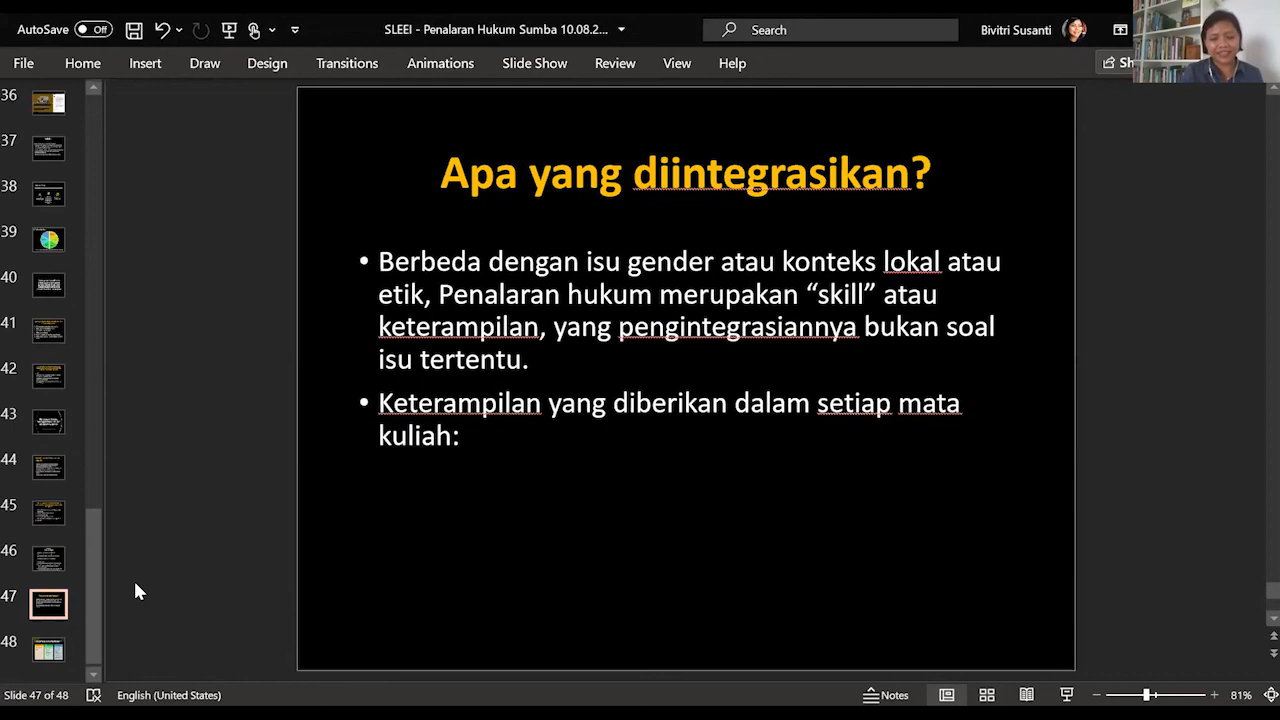 AutoSave Off SLEEI - Penalaran Hukum Sumba 10.08.2... Search Bivitri Susanti
File Home Insert Draw Design Transitions Animations Slide Show Review View Help
36
37
38
39
40
41
42
43
44
45
46
47
48
Apa yang diintegrasikan?
• Berbeda dengan isu gender atau konteks lokal atau
etik, Penalaran hukum merupakan “skill” atau
keterampilan, yang pengintegrasiannya bukan soal
isu tertentu.
• Keterampilan yang diberikan dalam setiap mata
kuliah:
Slide 47 of 48 English (United States) Notes 81%